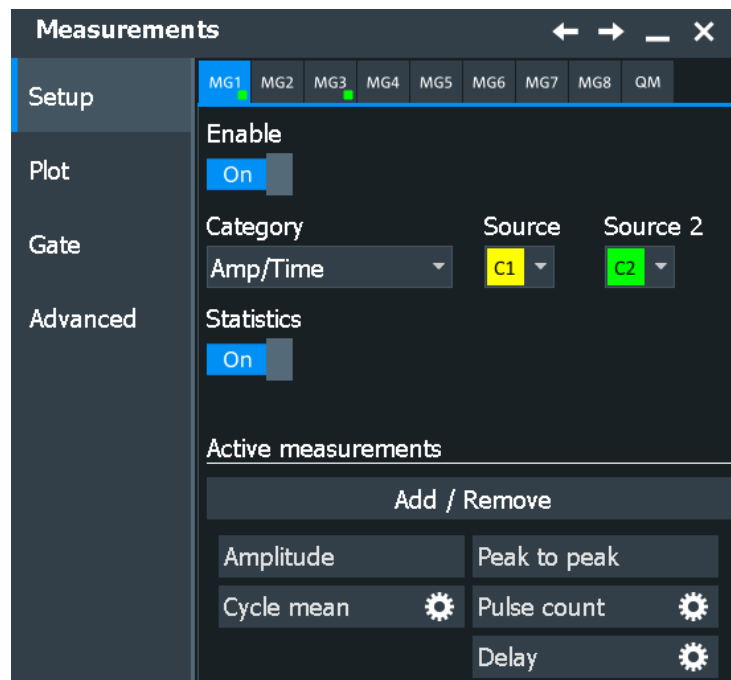 Measurements
Setup
Plot
Gate
Advanced
MG1 MG2 MG3 MG4 MG5 MG6 MG7 MG8 QM
Enable
On
Category Source Source 2
Amp/Time C1 C2
Statistics
On
Active measurements
Add / Remove
Amplitude Peak to peak
Cycle mean Pulse count
Delay